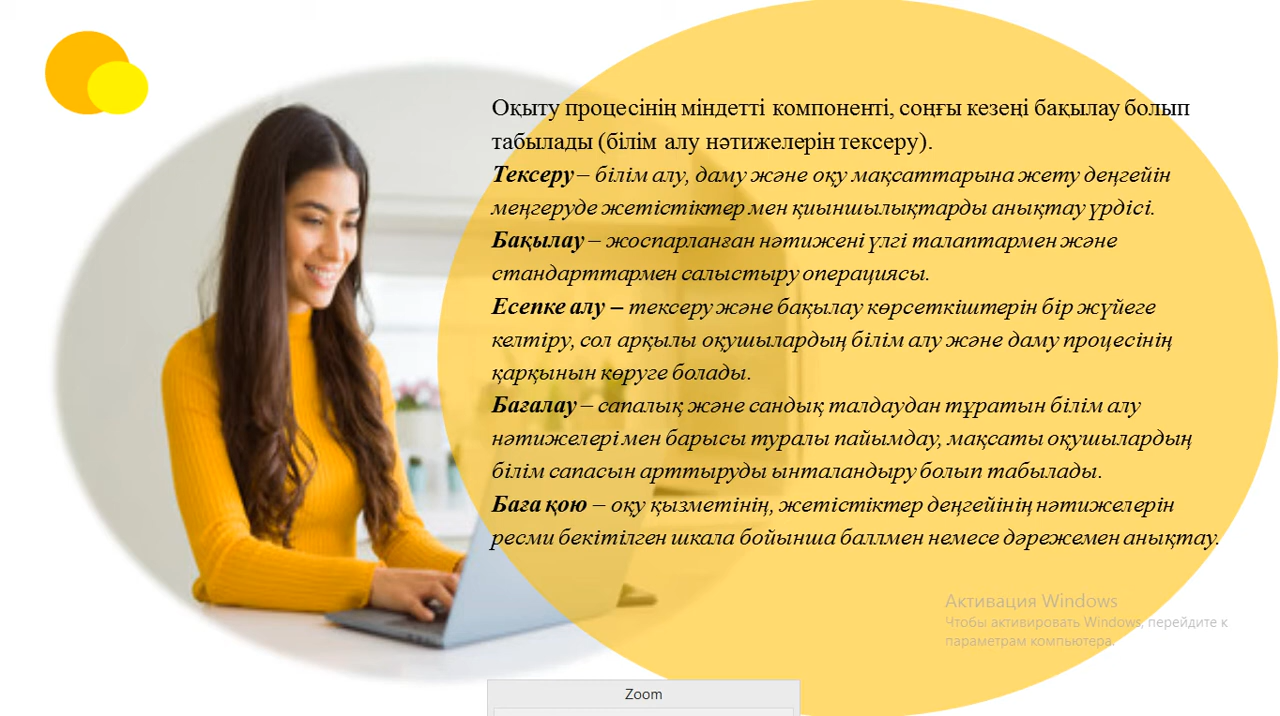 Оқыту процесінің міндетті компоненті, соңғы кезеңі бақылау болып
табылады (білім алу нәтижелерін тексеру).
Тексеру – білім алу, даму және оқу мақсаттарына жету деңгейін
меңгеруде жетістіктер мен қиыншылықтарды анықтау үрдісі.
Бақылау – жоспарланған нәтижені үлгі талаптармен және
стандарттармен салыстыру операциясы.
Есепке алу – тексеру және бақылау көрсеткіштерін бір жүйеге
келтіру, сол арқылы оқушылардың білім алу және даму процесінің
қарқынын көруге болады.
Бағалау – сапалық және сандық талдаудан тұратын білім алу
нәтижелері мен барысы туралы пайымдау, мақсаты оқушылардың
білім сапасын арттыруды ынталандыру болып табылады.
Баға қою – оқу қызметінің, жетістіктер деңгейінің нәтижелерін
ресми бекітілген шкала бойынша баллмен немесе дәрежемен анықтау.
Активация Windows
Чтобы активировать Windows, перейдите к
параметрам компьютера.
Zoom